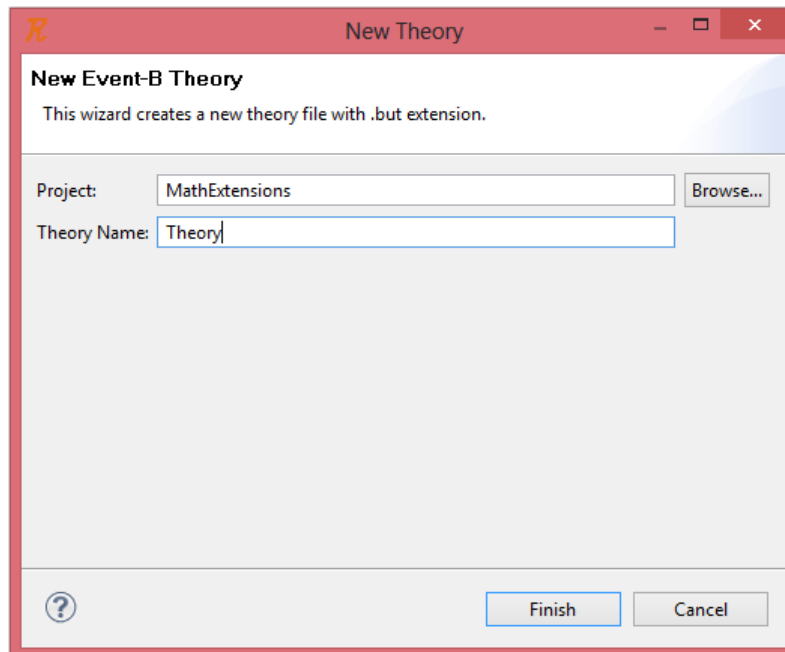 New Theory
New Event-B Theory
This wizard creates a new theory file with .but extension.
Project: MathExtensions Browse...
Theory Name: Theory
? Finish Cancel